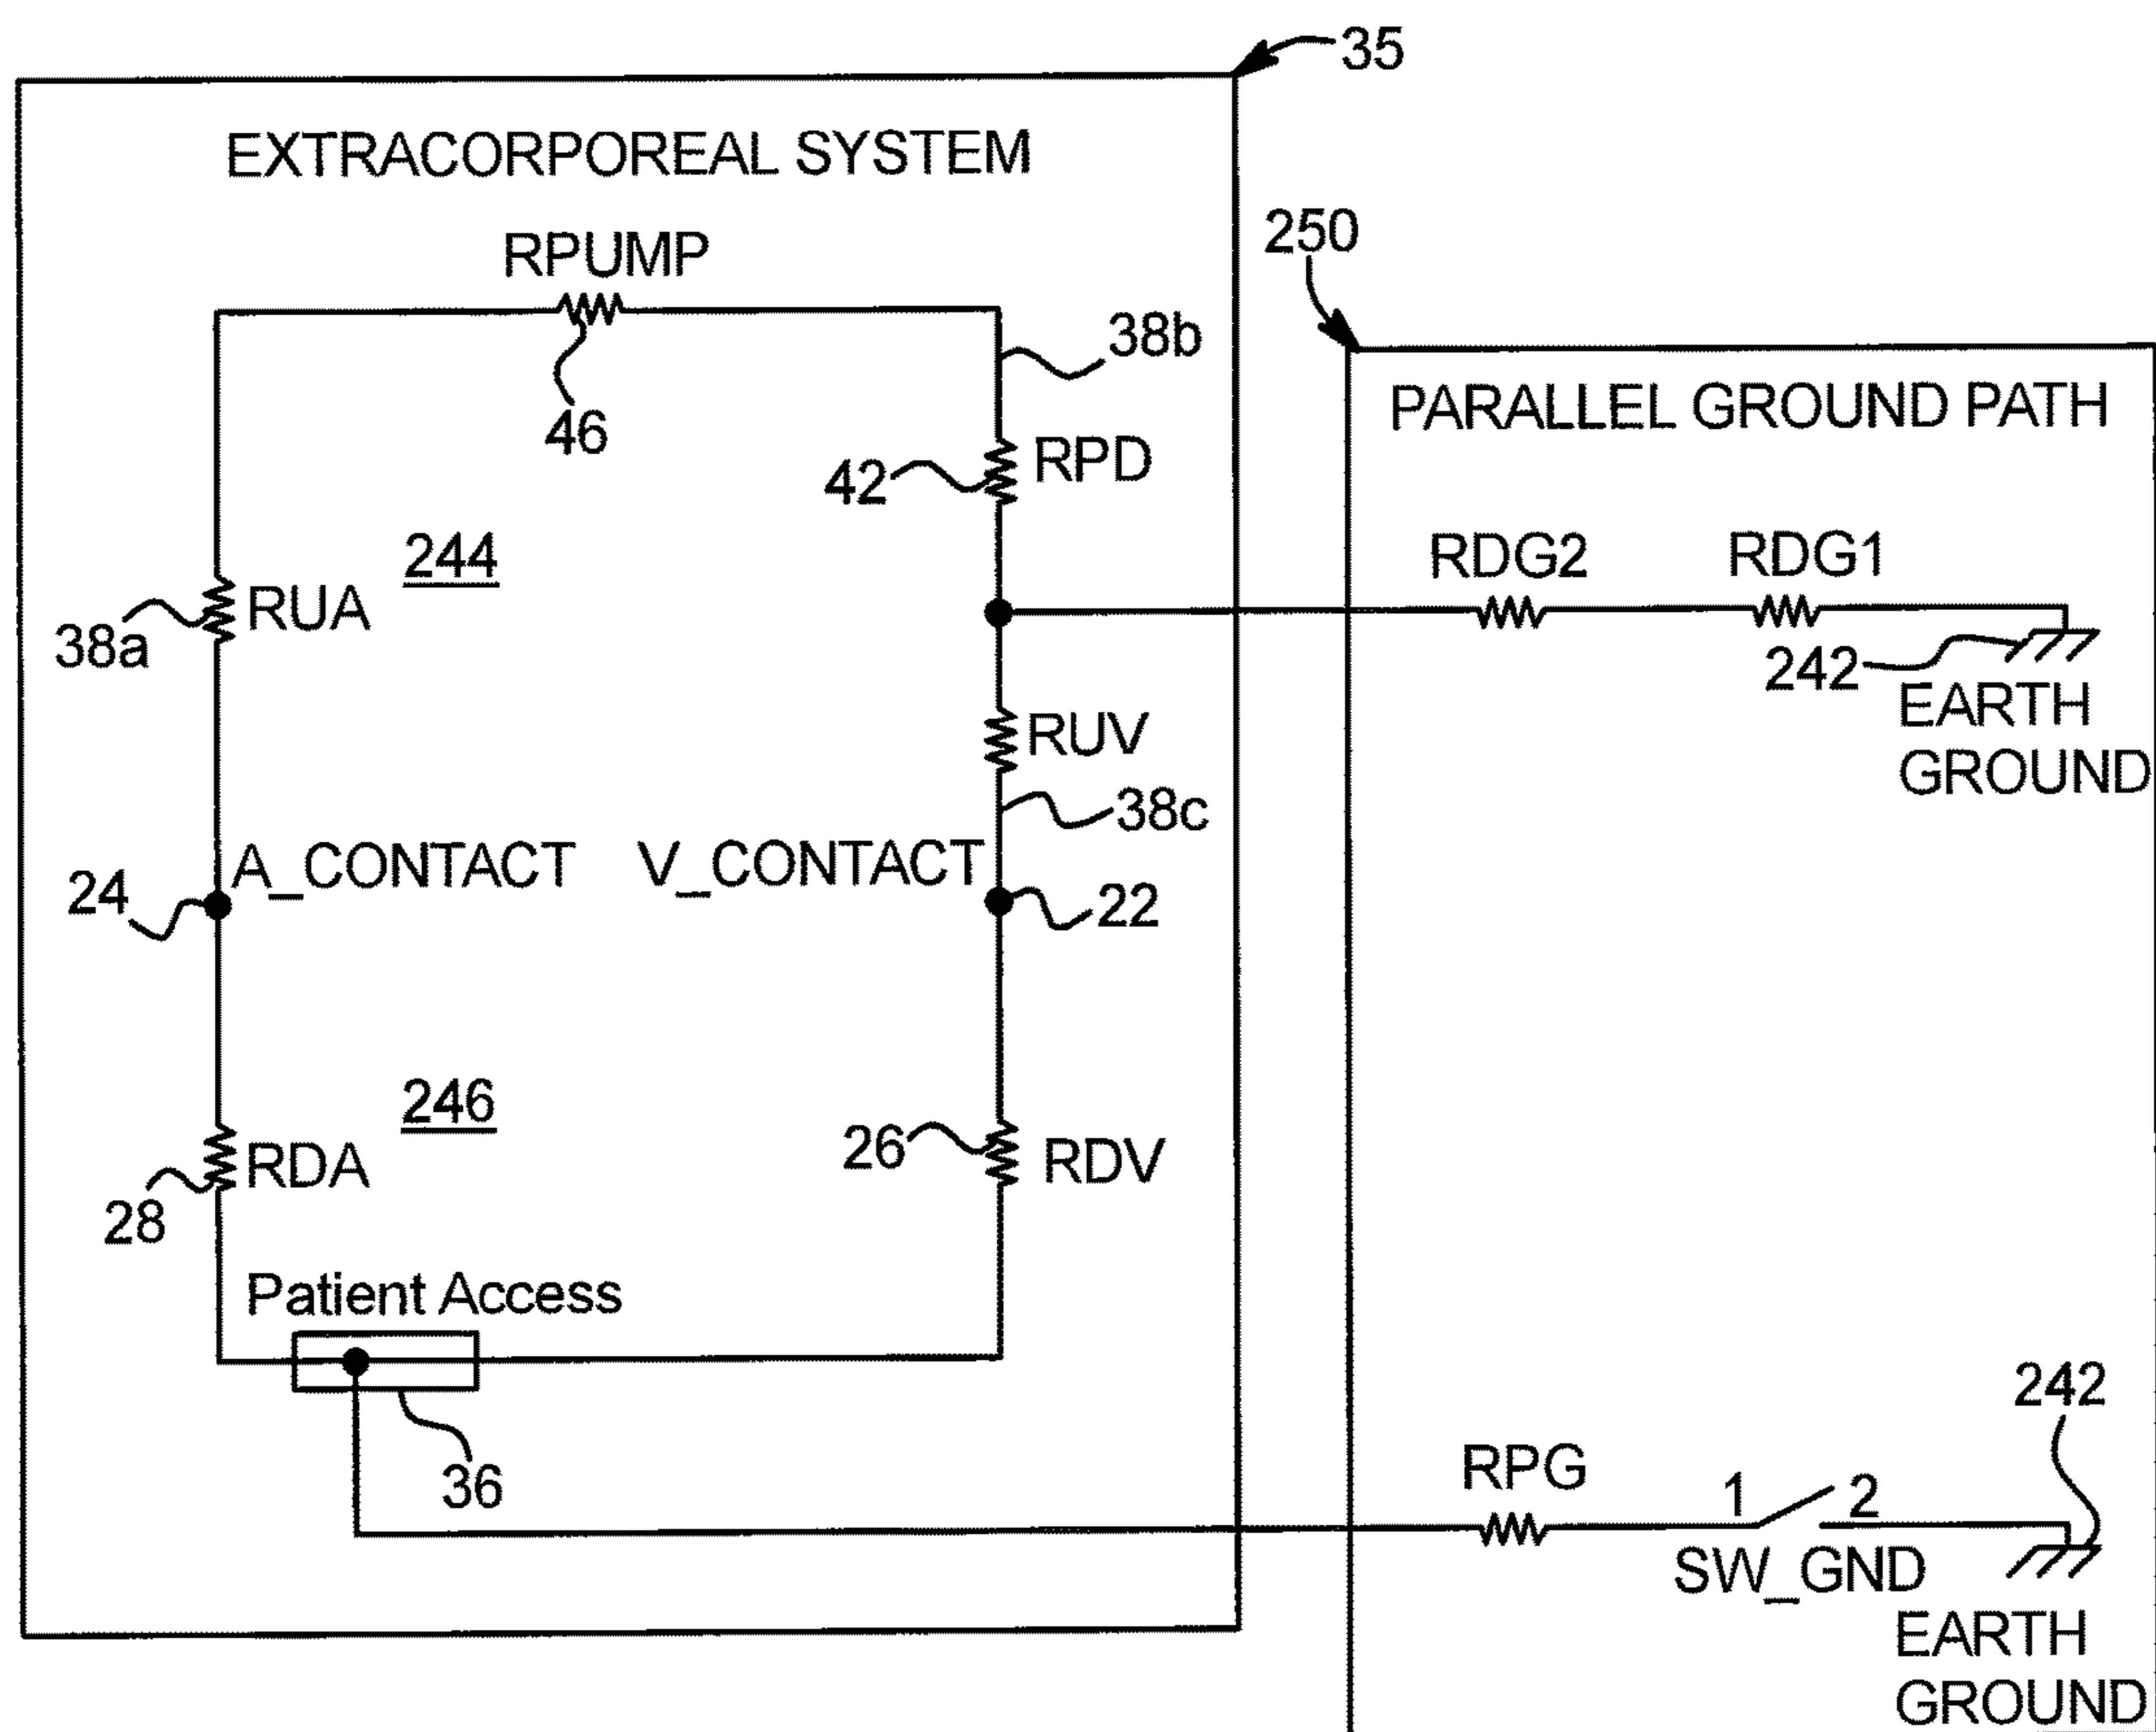 35
EXTRACORPOREAL SYSTEM
RPUMP
250
38b
46
PARALLEL GROUND PATH
42
RPD
244
RDG2
RDG1
38a
RUA
242
EARTH
GROUND
RUV
38c
24
A_CONTACT
V_CONTACT
22
246
28
RDA
26
RDV
Patient Access
36
242
RPG
1
2
SW_GND
EARTH
GROUND